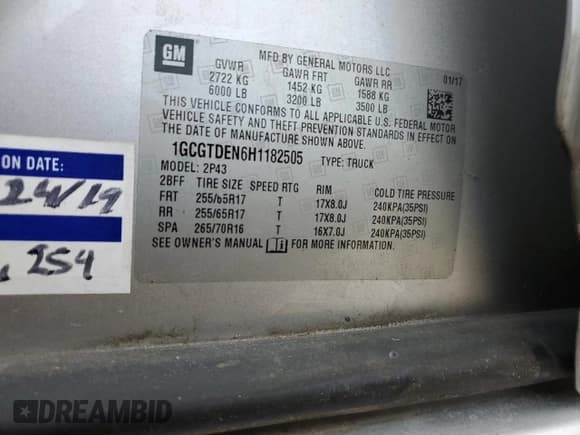 GM
MFD BY GENERAL MOTORS LLC
GVWR GAWR FRT GAWR RR 01/17
2722 KG 1452 KG 1588 KG
6000 LB 3200 LB 3500 LB
THIS VEHICLE CONFORMS TO ALL APPLICABLE U.S. FEDERAL MOTOR
VEHICLE SAFETY AND THEFT PREVENTION STANDARDS IN EFFECT ON
THE DATE OF MANUFACTURE SHOWN ABOVE.
1GCGTDEN6H1182505 TYPE: TRUCK
MODEL: 2P43
2BFF TIRE SIZE SPEED RTG RIM COLD TIRE PRESSURE
FRT 255/65R17 T 17X8.0J 240KPA(35PSI)
RR 255/65R17 T 17X8.0J 240KPA(35PSI)
SPA 265/70R16 T 16X7.0J 240KPA(35PSI)
SEE OWNER'S MANUAL FOR MORE INFORMATION.
ON DATE:
24/19
254
DREAMBID